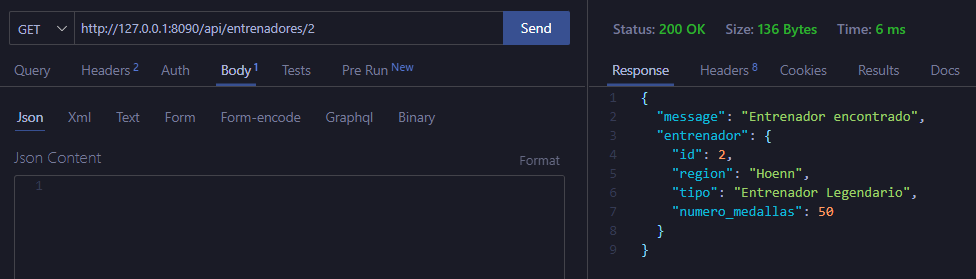 GET http://127.0.0.1:8090/api/entrenadores/2 Send
Query Headers 2 Auth Body 1 Tests Pre Run New
Json Xml Text Form Form-encode Graphql Binary
Json Content Format
1
Status: 200 OK Size: 136 Bytes Time: 6 ms
Response Headers 8 Cookies Results Docs
1 {
2 "message": "Entrenador encontrado",
3 "entrenador": {
4 "id": 2,
5 "region": "Hoenn",
6 "tipo": "Entrenador Legendario",
7 "numero_medallas": 50
8 }
9 }